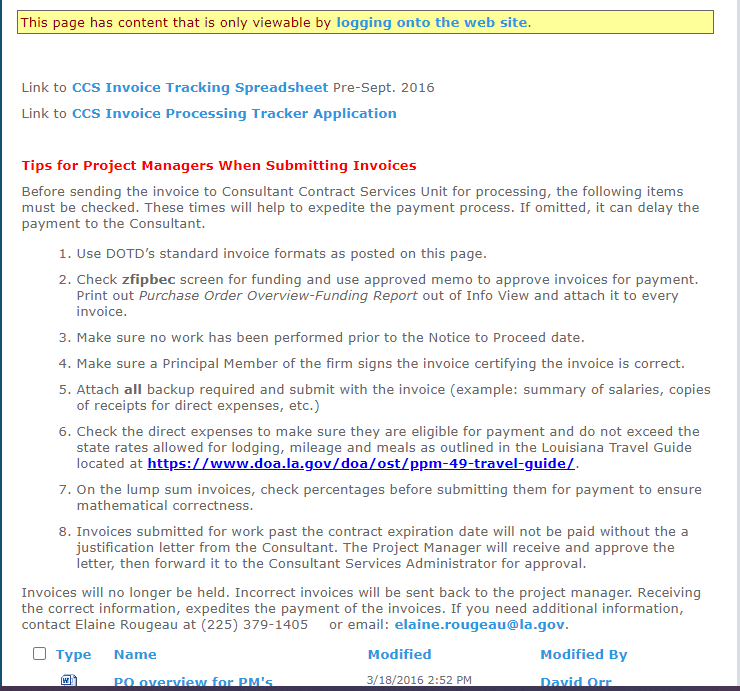 This page has content that is only viewable by logging onto the web site.
Link to CCS Invoice Tracking Spreadsheet Pre-Sept. 2016
Link to CCS Invoice Processing Tracker Application
Tips for Project Managers When Submitting Invoices
Before sending the invoice to Consultant Contract Services Unit for processing, the following items
must be checked. These times will help to expedite the payment process. If omitted, it can delay the
payment to the Consultant.
1. Use DOTD’s standard invoice formats as posted on this page.
2. Check zfipbec screen for funding and use approved memo to approve invoices for payment.
Print out Purchase Order Overview-Funding Report out of Info View and attach it to every
invoice.
3. Make sure no work has been performed prior to the Notice to Proceed date.
4. Make sure a Principal Member of the firm signs the invoice certifying the invoice is correct.
5. Attach all backup required and submit with the invoice (example: summary of salaries, copies
of receipts for direct expenses, etc.)
6. Check the direct expenses to make sure they are eligible for payment and do not exceed the
state rates allowed for lodging, mileage and meals as outlined in the Louisiana Travel Guide
located at https://www.doa.la.gov/doa/ost/ppm-49-travel-guide/.
7. On the lump sum invoices, check percentages before submitting them for payment to ensure
mathematical correctness.
8. Invoices submitted for work past the contract expiration date will not be paid without the a
justification letter from the Consultant. The Project Manager will receive and approve the
letter, then forward it to the Consultant Services Administrator for approval.
Invoices will no longer be held. Incorrect invoices will be sent back to the project manager. Receiving
the correct information, expedites the payment of the invoices. If you need additional information,
contact Elaine Rougeau at (225) 379-1405 or email: elaine.rougeau@la.gov.
Type Name Modified Modified By
PO overview for PM's 3/18/2016 2:52 PM David Orr